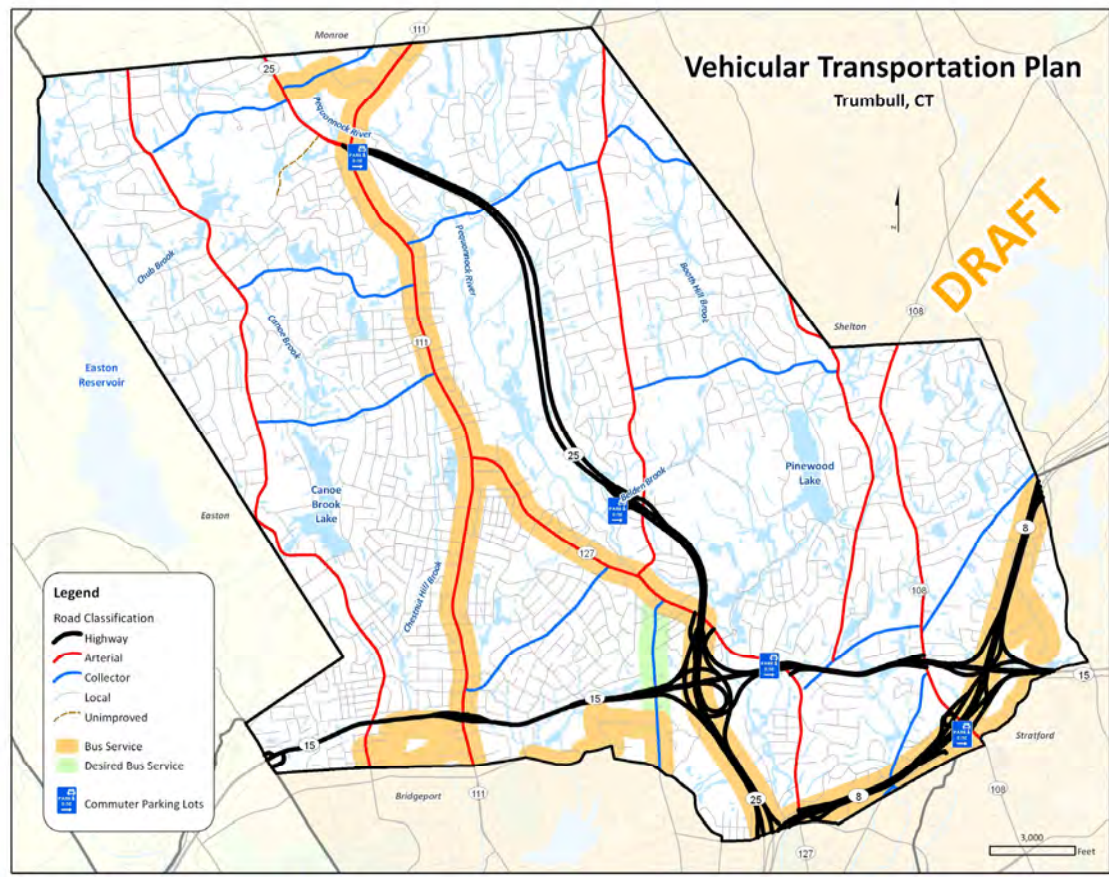 Vehicular Transportation Plan
Trumbull, CT
DRAFT
Monroe
111
25
Pequonnock River
Chub Brook
Canoe Brook
Pequonnock River
Booth Hill Brook
Shelton
108
Easton
Reservoir
111
25
Belden Brook
Pinewood
Lake
Canoe
Brook
Lake
Easton
127
Chestnut Hill Brook
8
108
15
15
15
Stratford
Bridgeport
111
25
8
108
127
3,000
Feet
Legend
Road Classification
Highway
Arterial
Collector
Local
Unimproved
Bus Service
Desired Bus Service
Commuter Parking Lots